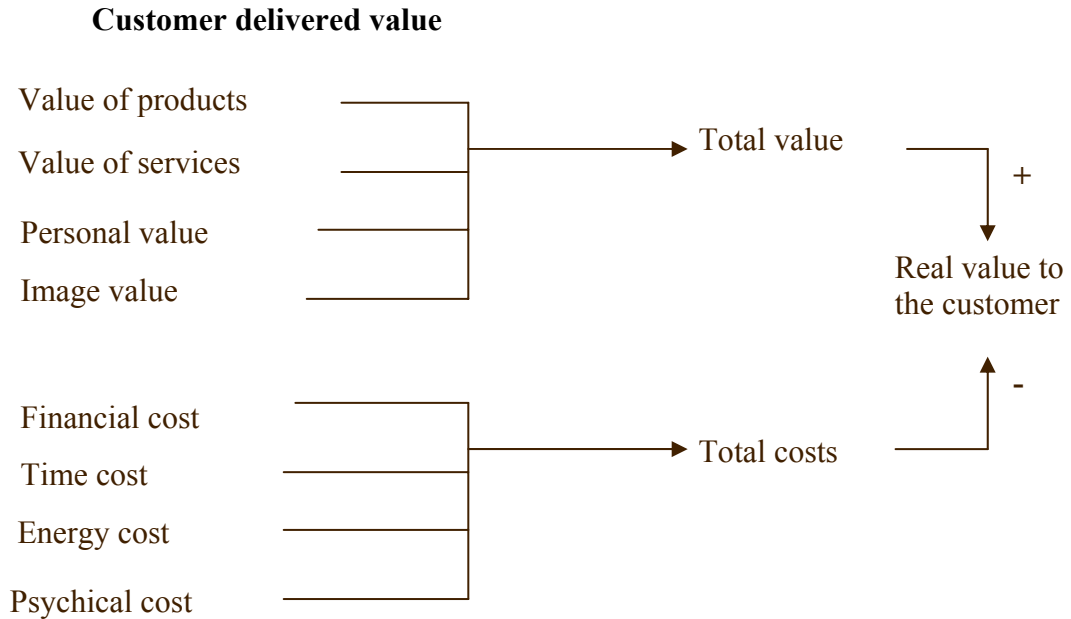 Customer delivered value
Value of products
Value of services
Personal value
Image value
Total value
+
Real value to
the customer
-
Financial cost
Time cost
Energy cost
Psychical cost
Total costs